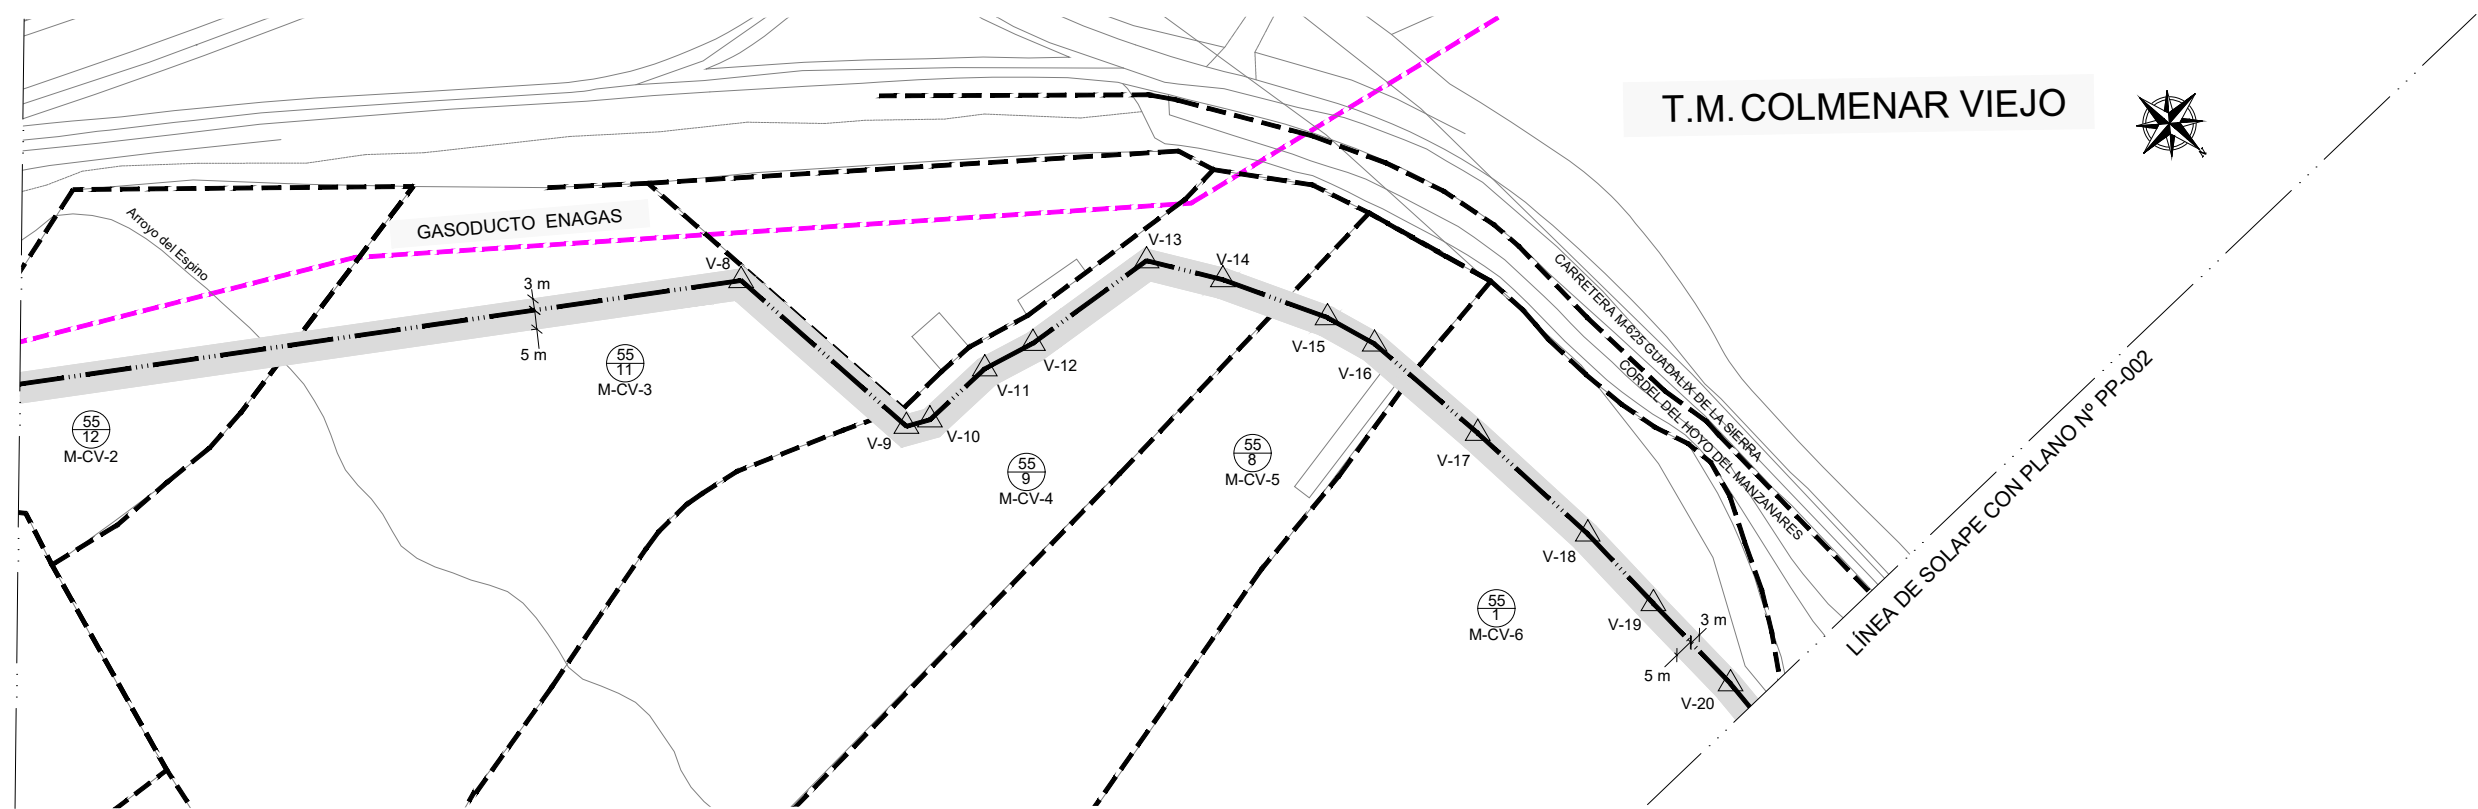 T.M. COLMENAR VIEJO
N
Arroyo del Espino
GASODUCTO ENAGAS
V-13
V-8
V-14
3 m
5 m
CARRETERA M-625 GUADALIX DE LA SIERRA
CORDEL DEL HOYO DEL MANZANARES
LÍNEA DE SOLAPE CON PLANO Nº PP-002
V-15
V-12
V-16
V-11
55
11
M-CV-3
55
12
M-CV-2
V-9
V-10
55
9
M-CV-4
55
8
M-CV-5
V-17
V-18
55
1
M-CV-6
V-19
3 m
5 m
V-20